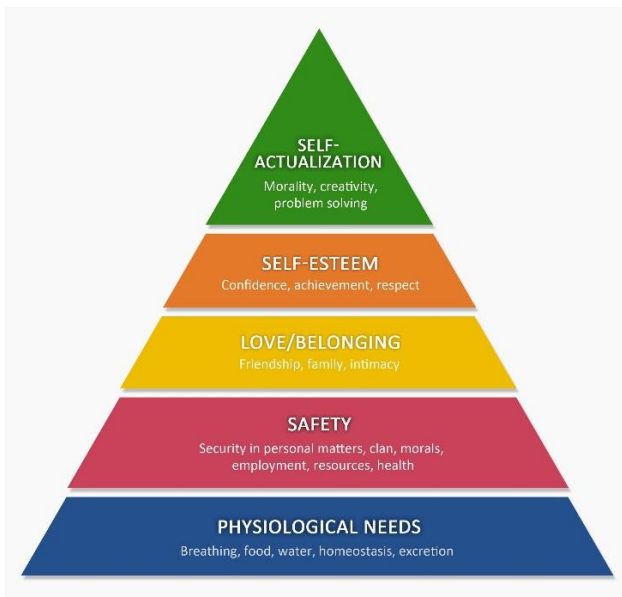 SELF-
ACTUALIZATION
Morality, creativity,
problem solving
SELF-ESTEEM
Confidence, achievement, respect
LOVE/BELONGING
Friendship, family, intimacy
SAFETY
Security in personal matters, clan, morals,
employment, resources, health
PHYSIOLOGICAL NEEDS
Breathing, food, water, homeostasis, excretion